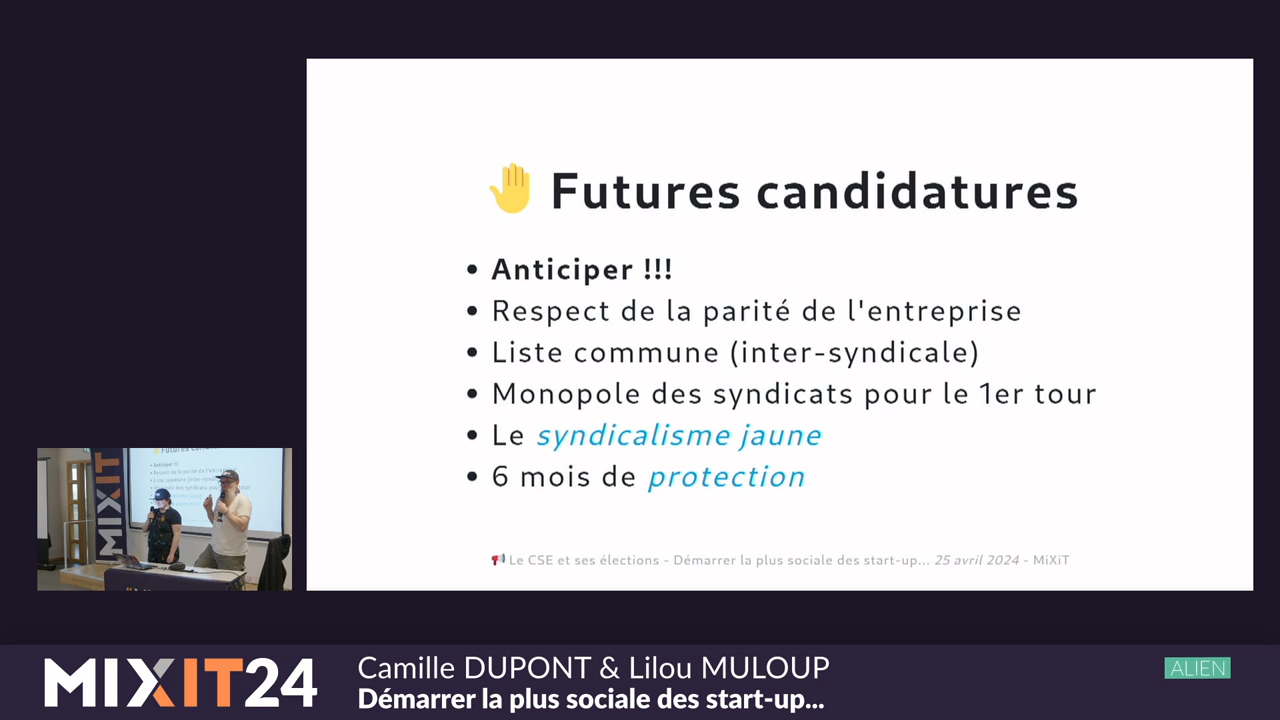 Futures candidatures
Anticiper !!!
Respect de la parité de l'entreprise
Liste commune (inter-syndicale)
Monopole des syndicats pour le 1er tour
Le syndicalisme jaune
6 mois de protection
Le CSE et ses élections - Démarrer la plus sociale des start-up... 25 avril 2024 - MiXiT
MIXIT
MIXIT24
Camille DUPONT & Lilou MULOUP
Démarrer la plus sociale des start-up...
ALIEN